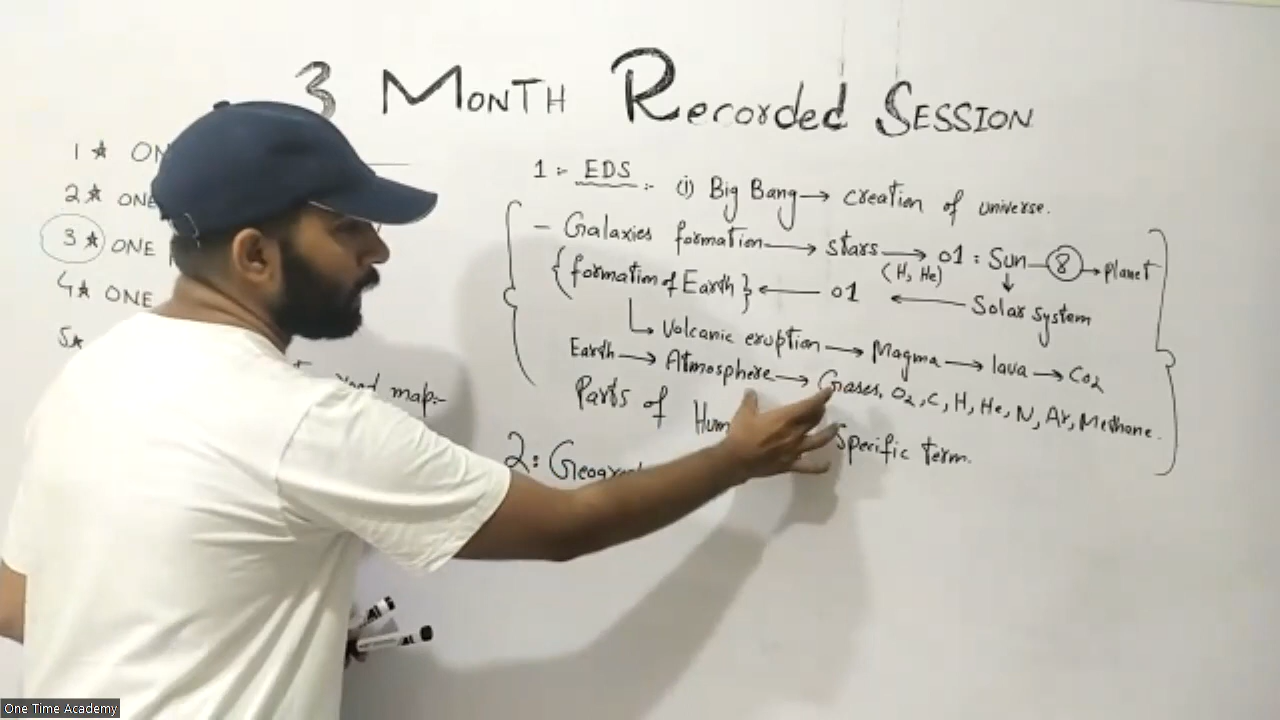 3 MONTH Recorded SESSION
1 ★ ON
2 ★ ONE
3 ★ ONE
4 ★ ONE
5 ★
road map:-
1 :- EDS :- (i) Big Bang → creation of universe.
- Galaxies formation → stars → 01 : Sun - 8 → planet
(H, He)
{formation of Earth} ← 01 ← Solar system
Volcanic eruption → Magma → lava → CO2
Earth → Atmosphere → Gases, O2, C, H, He, N, Ar, Methane.
Parts of Hum Specific term.
2: Geogra
One Time Academy